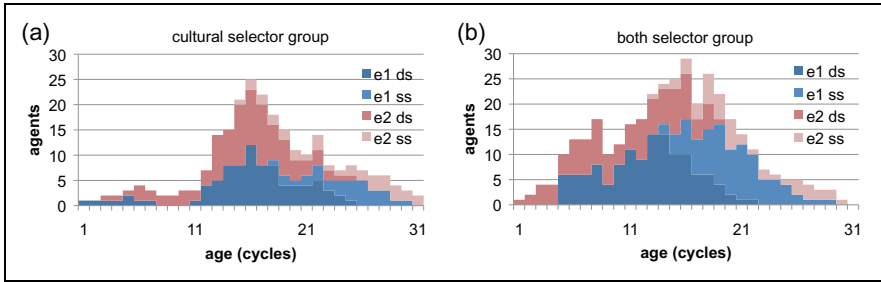 (a)
cultural selector group
30
25
20
15
10
5
0
agents
e1 ds
e1 ss
e2 ds
e2 ss
1 11 21 31
age (cycles)
(b)
both selector group
30
25
20
15
10
5
0
agents
e1 ds
e1 ss
e2 ds
e2 ss
1 11 21 31
age (cycles)